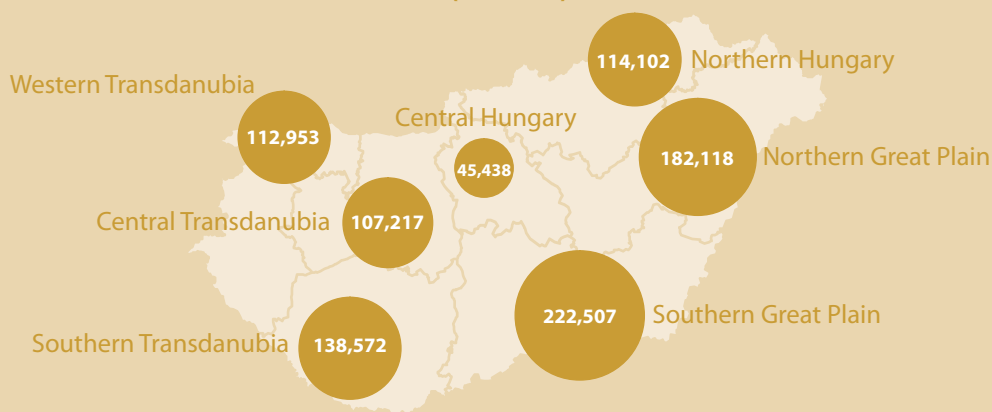 114,102 Northern Hungary
Western Transdanubia
112,953
Central Hungary
45,438
182,118 Northern Great Plain
Central Transdanubia 107,217
222,507 Southern Great Plain
Southern Transdanubia 138,572